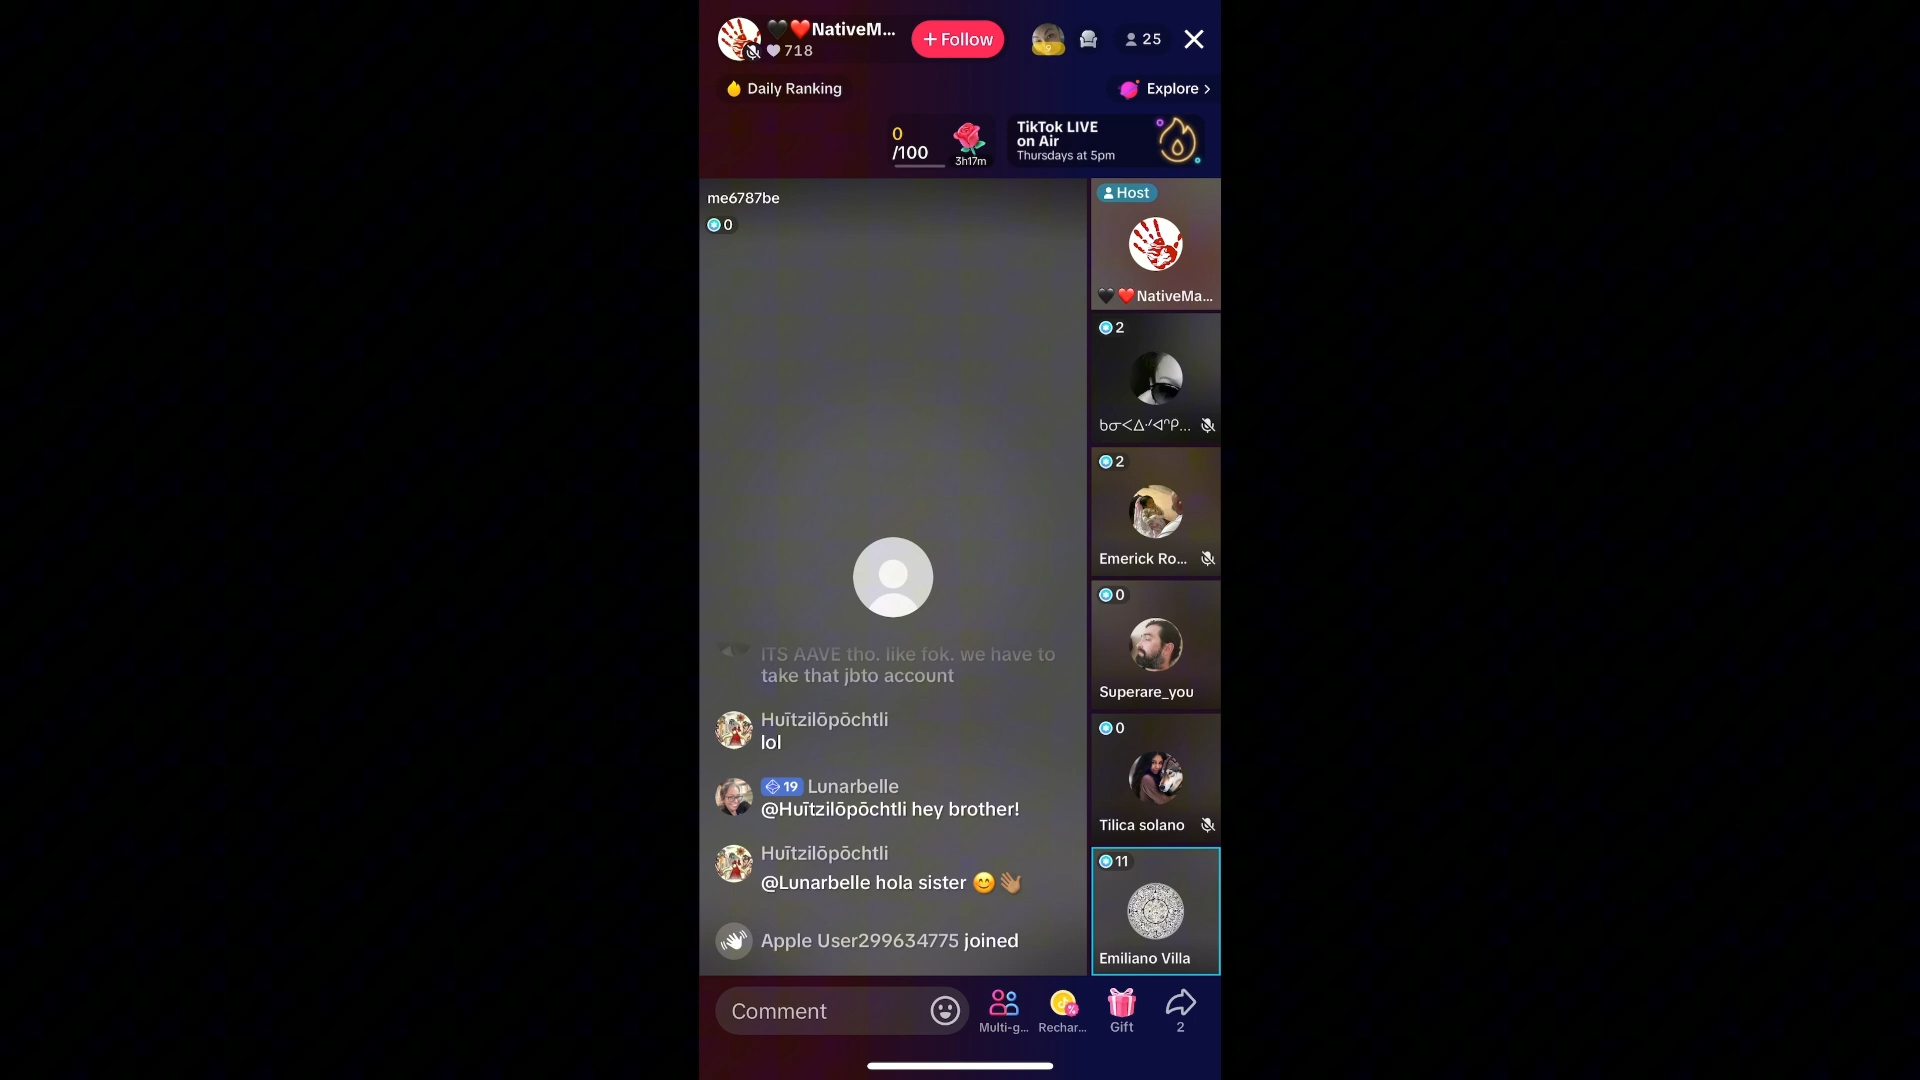 🖤❤️NativeM...
718
+ Follow
25
Daily Ranking
Explore >
0
/100
3h17m
TikTok LIVE
on Air
Thursdays at 5pm
me6787be
0
Host
🖤❤️NativeMa...
2
2
Emerick Ro...
0
Superare_you
0
Tilica solano
11
Emiliano Villa
ITS AAVE tho. like fok. we have to
take that jbto account
Huītzilōpōchtli
lol
19 Lunarbelle
@Huītzilōpōchtli hey brother!
Huītzilōpōchtli
@Lunarbelle hola sister 😊👋🏽
Apple User299634775 joined
Comment
Multi-g...
Rechar...
Gift
2